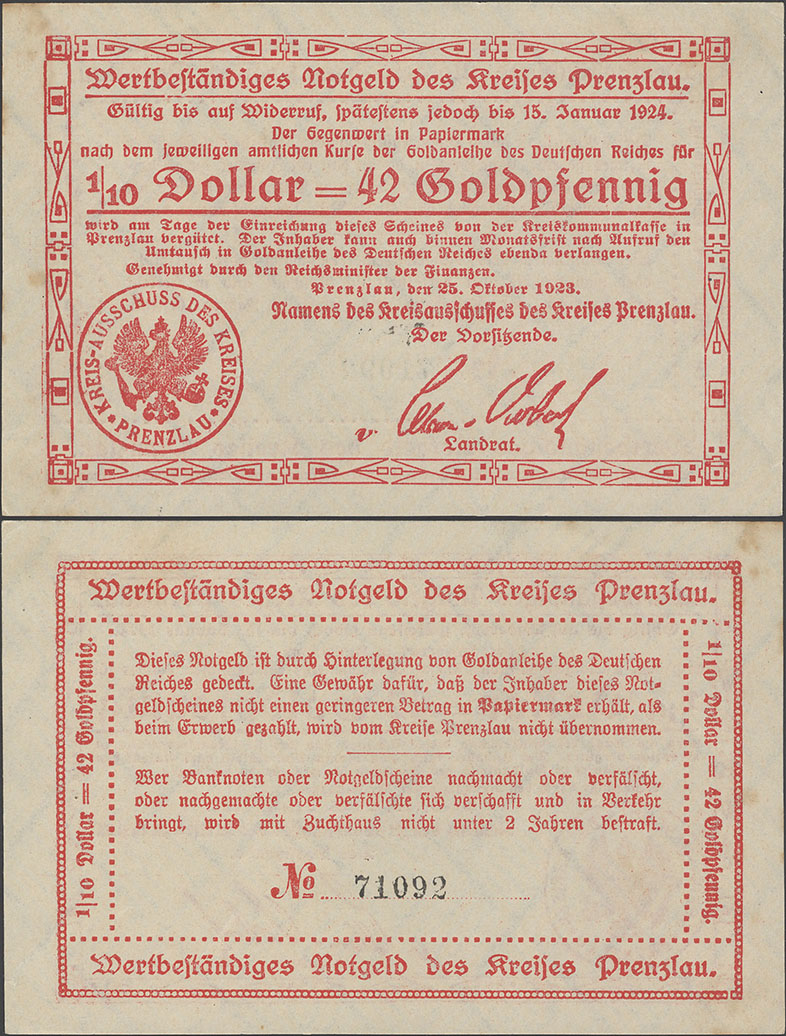 Wertbeständiges Notgeld des Kreises Prenzlau.
Gültig bis auf Widerruf, spätestens jedoch bis 15. Januar 1924.
Der Gegenwert in Papiermark
nach dem jeweiligen amtlichen Kurse der Goldanleihe des Deutschen Reiches für
1/10 Dollar = 42 Goldpfennig
wird am Tage der Einreichung dieses Scheines von der Kreiskommunalkasse in
Prenzlau vergütet. Der Inhaber kann auch binnen Monatsfrist nach Aufruf den
Umtausch in Goldanleihe des Deutschen Reiches ebenda verlangen.
Genehmigt durch den Reichsminister der Finanzen.
Prenzlau, den 25. Oktober 1923.
Namens des Kreisausschusses des Kreises Prenzlau.
Der Vorsitzende.
KREIS-AUSSCHUSS DES KREISES
PRENZLAU.
v.
Landrat.
Wertbeständiges Notgeld des Kreises Prenzlau.
1/10 Dollar = 42 Goldpfennig.
Dieses Notgeld ist durch Hinterlegung von Goldanleihe des Deutschen
Reiches gedeckt. Eine Gewähr dafür, daß der Inhaber dieses Not-
geldscheines nicht einen geringeren Betrag in Papiermark erhält, als
beim Erwerb gezahlt, wird vom Kreise Prenzlau nicht übernommen.
Wer Banknoten oder Notgeldscheine nachmacht oder verfälscht,
oder nachgemachte oder verfälschte sich verschafft und in Verkehr
bringt, wird mit Zuchthaus nicht unter 2 Jahren bestraft.
No 71092
1/10 Dollar = 42 Goldpfennig.
Wertbeständiges Notgeld des Kreises Prenzlau.